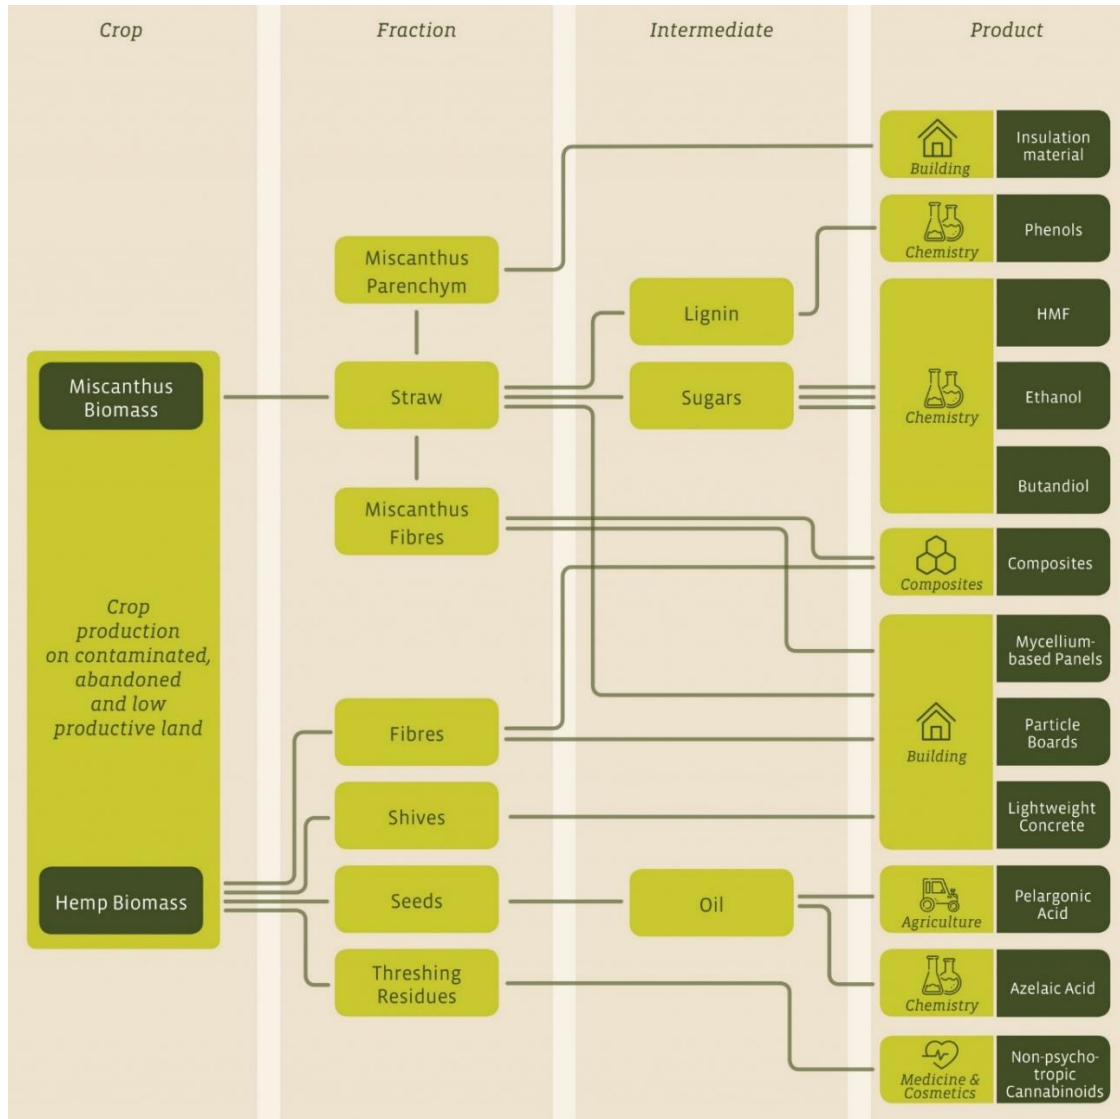 Crop
Fraction
Intermediate
Product
Building
Insulation
material
Chemistry
Phenols
Miscanthus
Parenchym
Lignin
HMF
Miscanthus
Biomass
Straw
Sugars
Chemistry
Ethanol
Butandiol
Miscanthus
Fibres
Composites
Composites
Crop
production
on contaminated,
abandoned
and low
productive land
Mycellium-
based Panels
Fibres
Building
Particle
Boards
Shives
Lightweight
Concrete
Hemp Biomass
Seeds
Oil
Agriculture
Pelargonic
Acid
Threshing
Residues
Chemistry
Azelaic Acid
Medicine &
Cosmetics
Non-psycho-
tropic
Cannabinoids